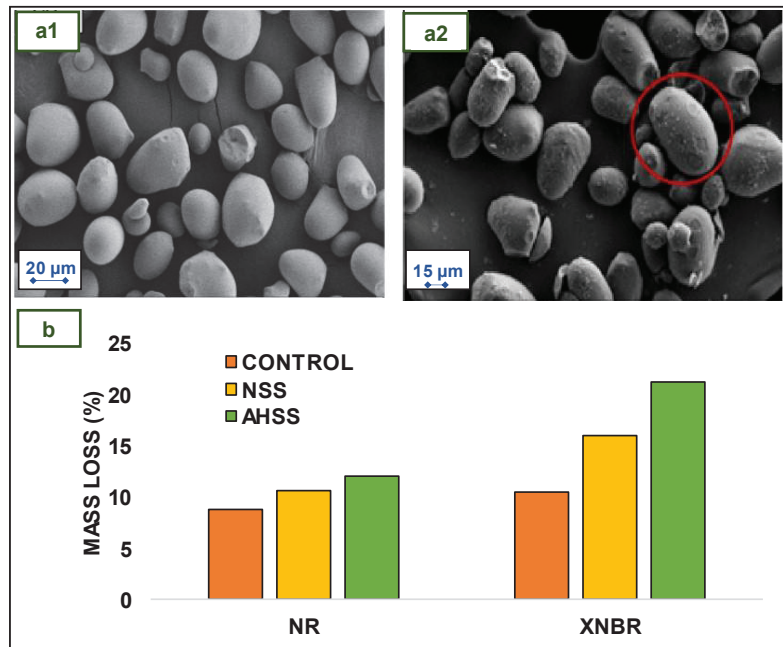 a1
a2
20 µm
15 µm
b
25
20
15
10
5
0
MASS LOSS (%)
CONTROL
NSS
AHSS
NR
XNBR